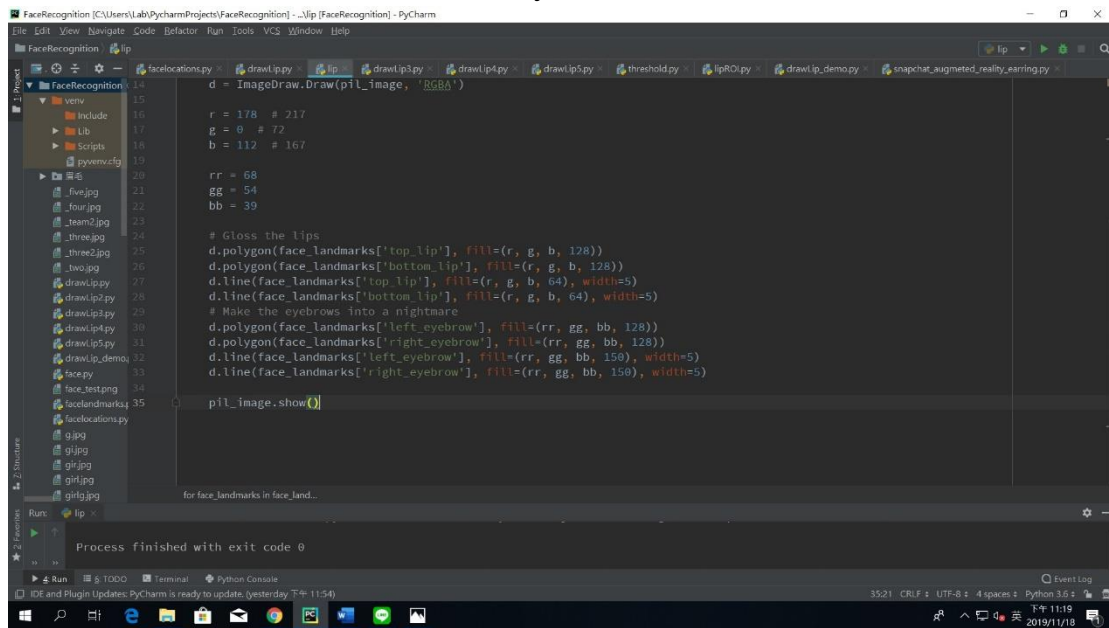 FaceRecognition [C:\Users\Lab\PycharmProjects\FaceRecognition] - ...\lip [FaceRecognition] - PyCharm
File Edit View Navigate Code Refactor Run Tools VCS Window Help
FaceRecognition lip
lip
1: Project
facelocations.py drawLip.py lip drawLip3.py drawLip4.py drawLip5.py threshold.py lipROI.py drawLip_demo.py snapchat_augmeted_reality_earring.py
FaceRecognition
venv
Include
Lib
Scripts
pyvenv.cfg
眉毛
_five.jpg
_four.jpg
_team2.jpg
_three.jpg
_three2.jpg
_two.jpg
drawLip.py
drawLip2.py
drawLip3.py
drawLip4.py
drawLip5.py
drawLip_demo.
face.py
face_test.png
facelandmarks.p
facelocations.py
g.jpg
gi.jpg
gir.jpg
girl.jpg
girlg.jpg
14 d = ImageDraw.Draw(pil_image, 'RGBA')
15
16 r = 178 # 217
17 g = 0 # 72
18 b = 112 # 167
19
20 rr = 68
21 gg = 54
22 bb = 39
23
24 # Gloss the lips
25 d.polygon(face_landmarks['top_lip'], fill=(r, g, b, 128))
26 d.polygon(face_landmarks['bottom_lip'], fill=(r, g, b, 128))
27 d.line(face_landmarks['top_lip'], fill=(r, g, b, 64), width=5)
28 d.line(face_landmarks['bottom_lip'], fill=(r, g, b, 64), width=5)
29 # Make the eyebrows into a nightmare
30 d.polygon(face_landmarks['left_eyebrow'], fill=(rr, gg, bb, 128))
31 d.polygon(face_landmarks['right_eyebrow'], fill=(rr, gg, bb, 128))
32 d.line(face_landmarks['left_eyebrow'], fill=(rr, gg, bb, 150), width=5)
33 d.line(face_landmarks['right_eyebrow'], fill=(rr, gg, bb, 150), width=5)
34
35 pil_image.show()
for face_landmarks in face_land...
Z: Structure
2: Favorites
Run: lip
Process finished with exit code 0
4: Run 6: TODO Terminal Python Console Event Log
IDE and Plugin Updates: PyCharm is ready to update. (yesterday 下午 11:54) 35:21 CRLF UTF-8 4 spaces Python 3.6
英 下午 11:19
2019/11/18